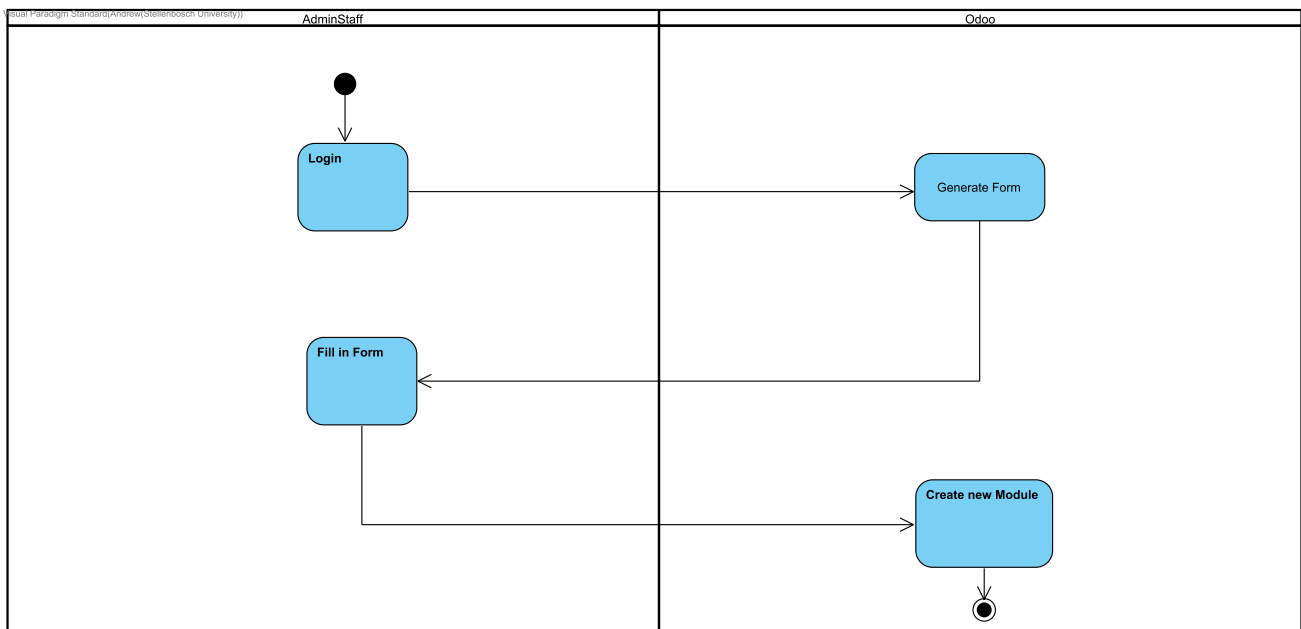 Visual Paradigm Standard(Andrew(Stellenbosch University))
AdminStaff
Odoo
Login
Generate Form
Fill in Form
Create new Module